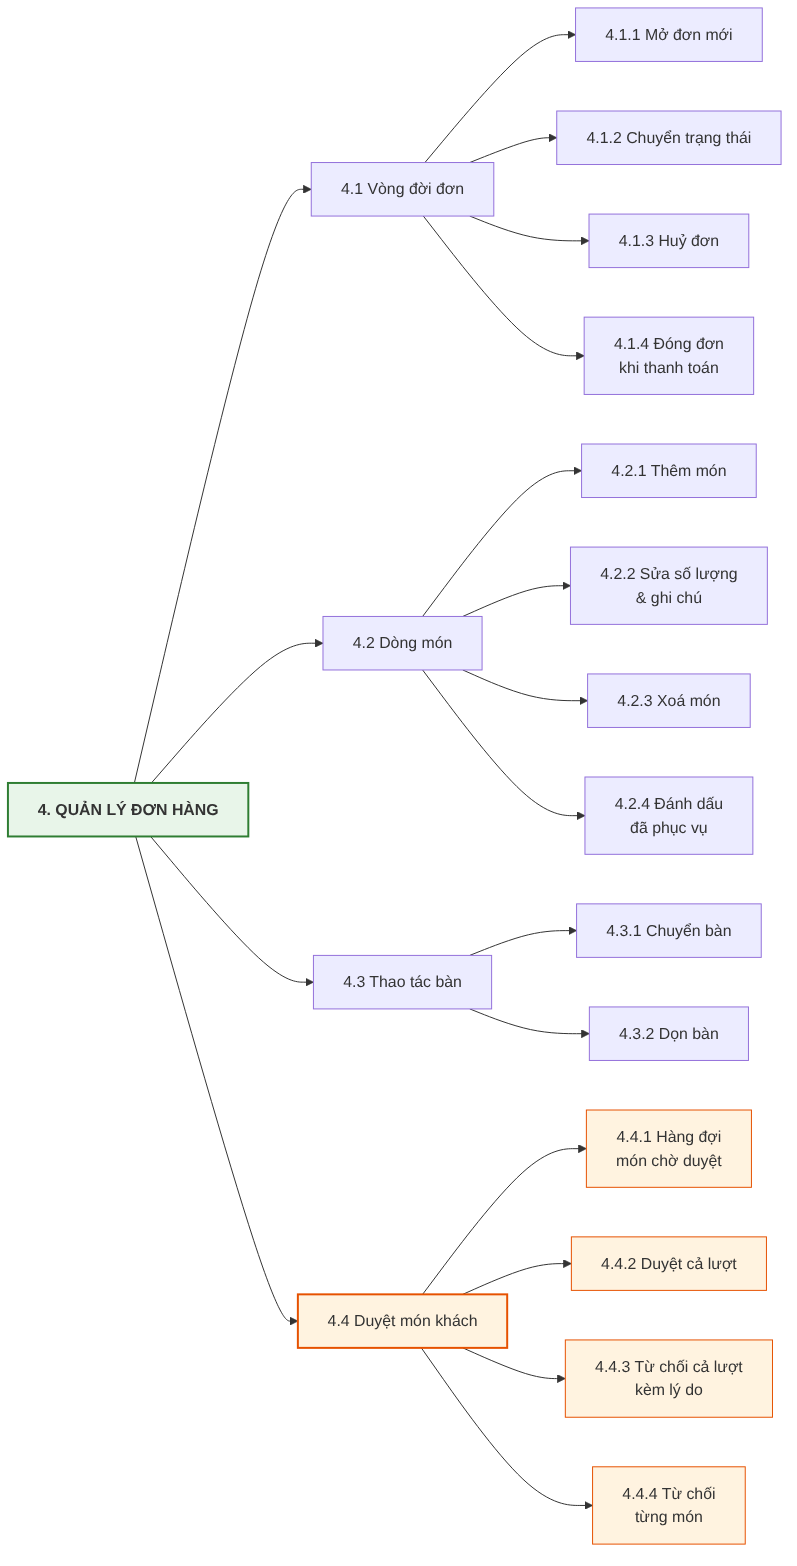 4. QUẢN LÝ ĐƠN HÀNG
4.1 Vòng đời đơn
4.1.1 Mở đơn mới
4.1.2 Chuyển trạng thái
4.1.3 Huỷ đơn
4.1.4 Đóng đơn
khi thanh toán
4.2 Dòng món
4.2.1 Thêm món
4.2.2 Sửa số lượng
& ghi chú
4.2.3 Xoá món
4.2.4 Đánh dấu
đã phục vụ
4.3 Thao tác bàn
4.3.1 Chuyển bàn
4.3.2 Dọn bàn
4.4 Duyệt món khách
4.4.1 Hàng đợi
món chờ duyệt
4.4.2 Duyệt cả lượt
4.4.3 Từ chối cả lượt
kèm lý do
4.4.4 Từ chối
từng món